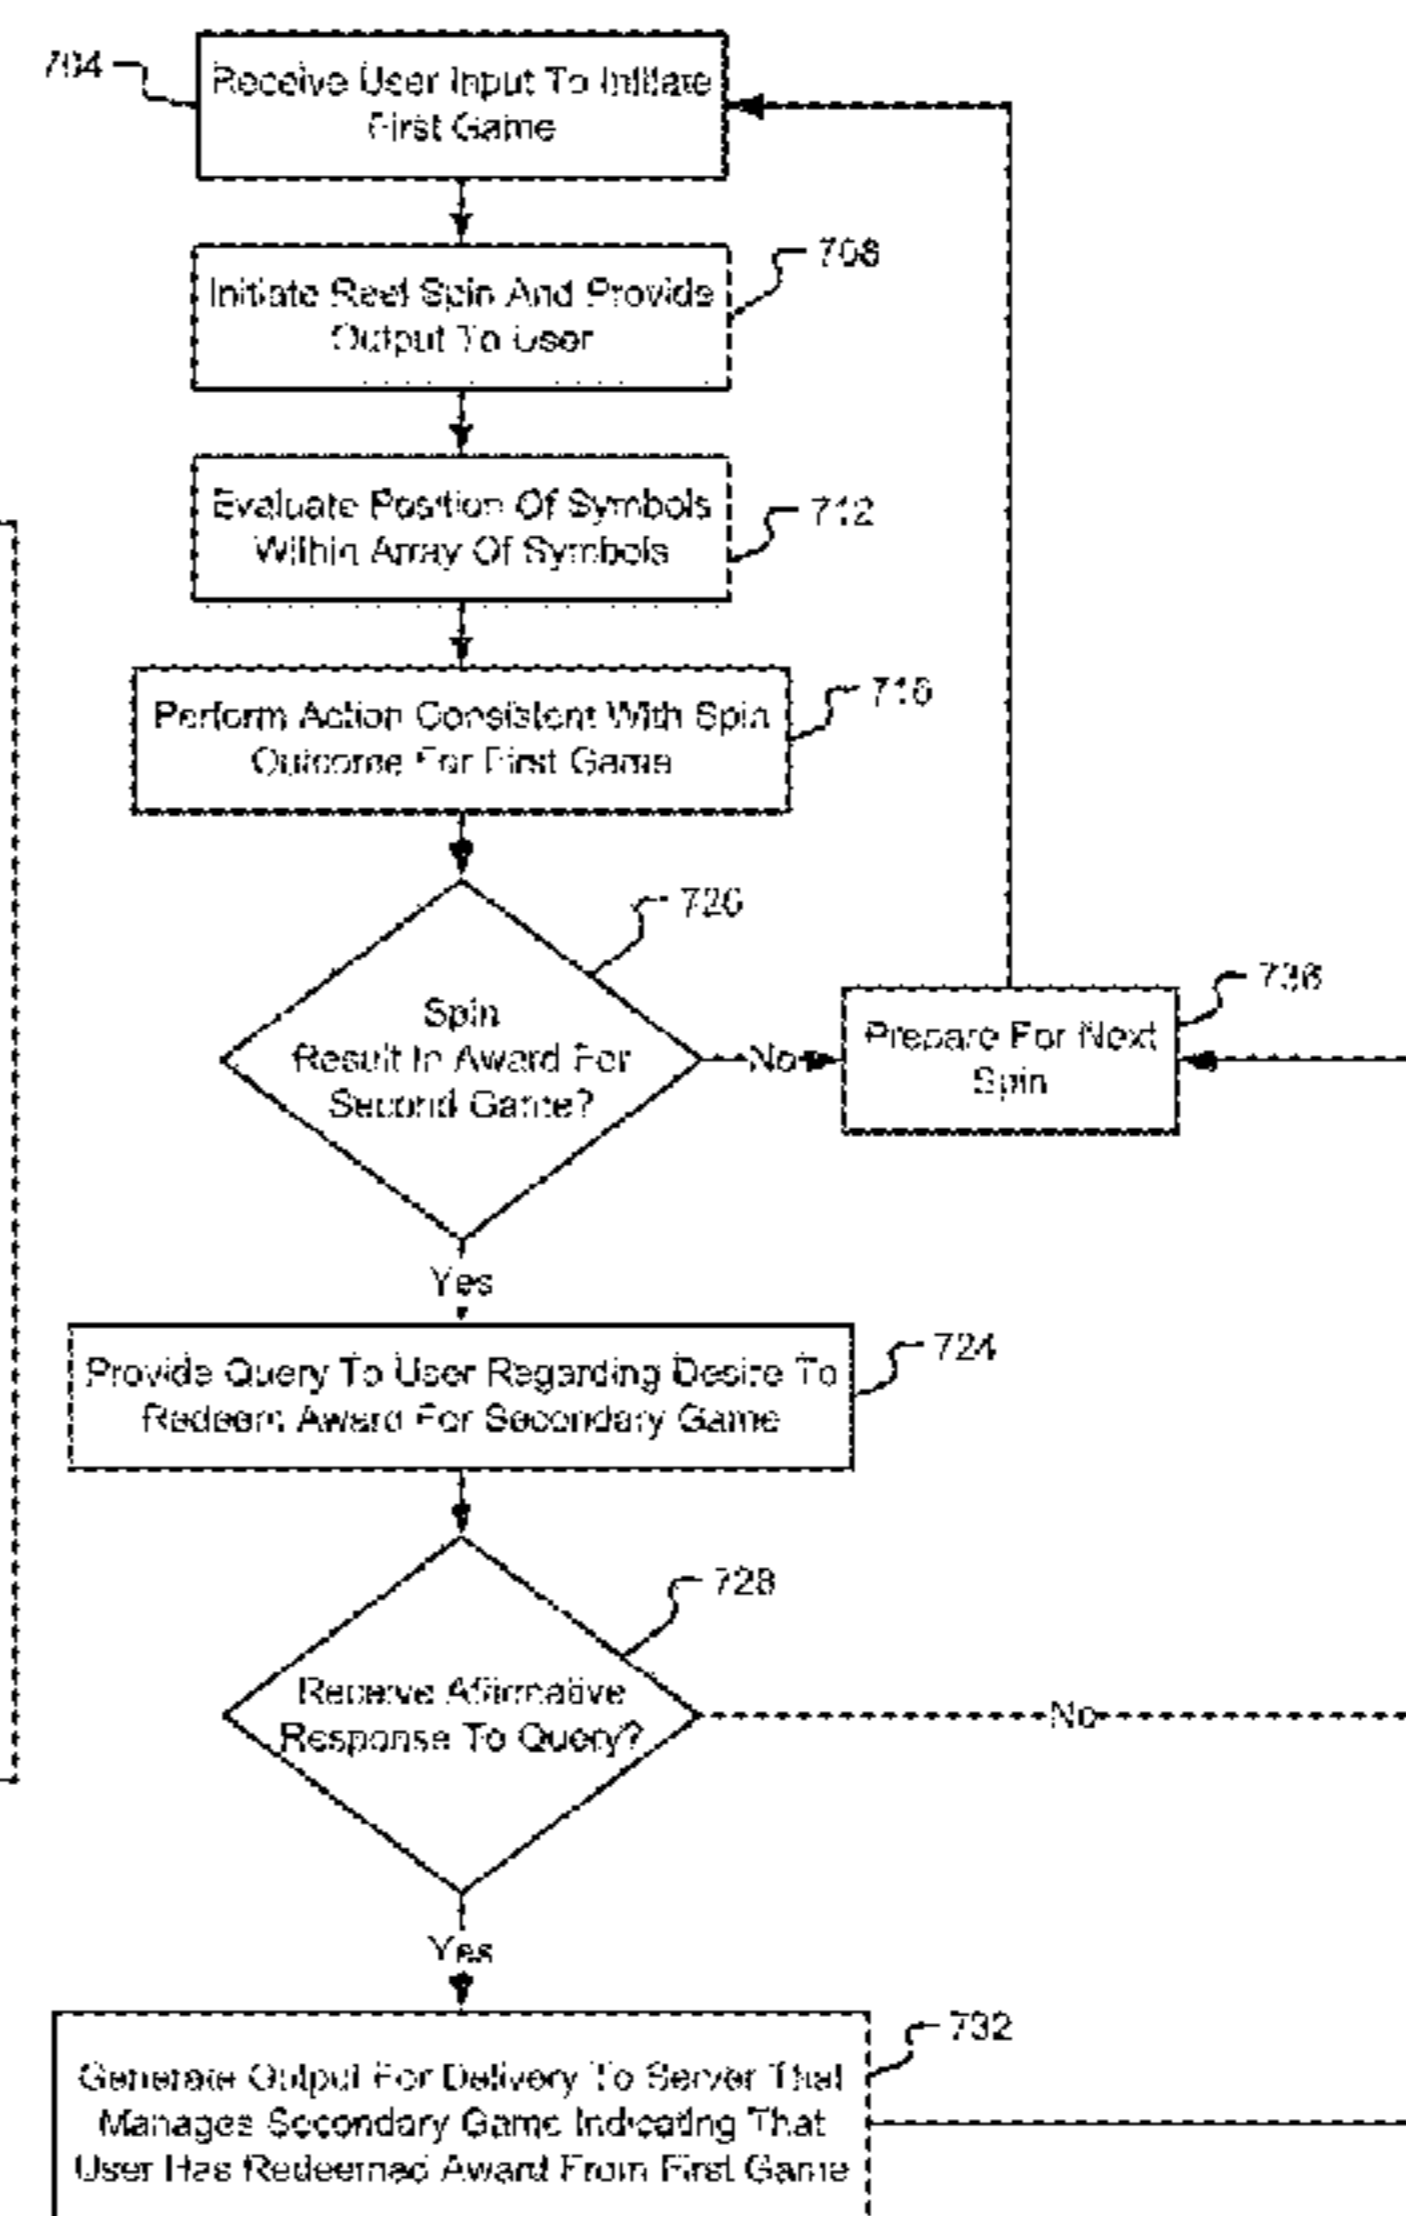 704
Receive User Input To Initiate
First Game
708
Initiate Reel Spin And Provide
Output To User
712
Evaluate Position Of Symbols
Within Array Of Symbols
716
Perform Action Consistent With Spin
Outcome For First Game
720
Spin
Result In Award For
Second Game?
No
736
Prepare For Next
Spin
Yes
724
Provide Query To User Regarding Desire To
Redeem Award For Secondary Game
728
Receive Affirmative
Response To Query?
No
Yes
732
Generate Output For Delivery To Server That
Manages Secondary Game Indicating That
User Has Redeemed Award From First Game